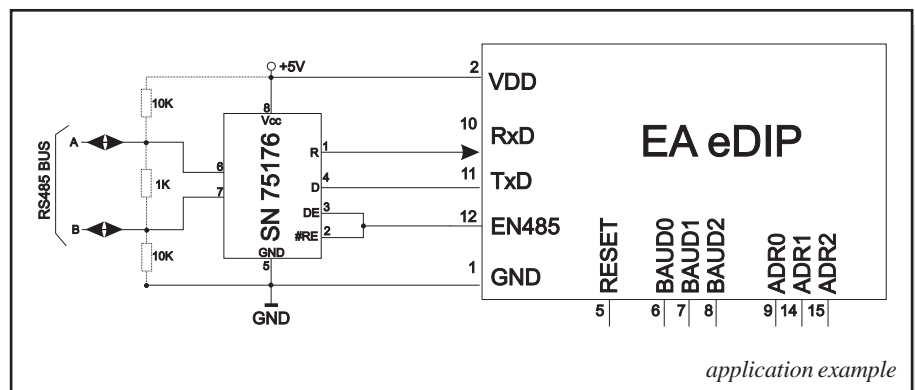 +5V
2
VDD
10K
8
Vcc
10
RxD
EA eDIP
RS485 BUS
A
6
R
1
11
TxD
1K
SN 75176
D
4
7
DE
3
12
EN485
B
#RE
2
10K
GND
5
1
GND
GND
RESET
BAUD0
BAUD1
BAUD2
ADR0
ADR1
ADR2
5
6
7
8
9
14
15
application example